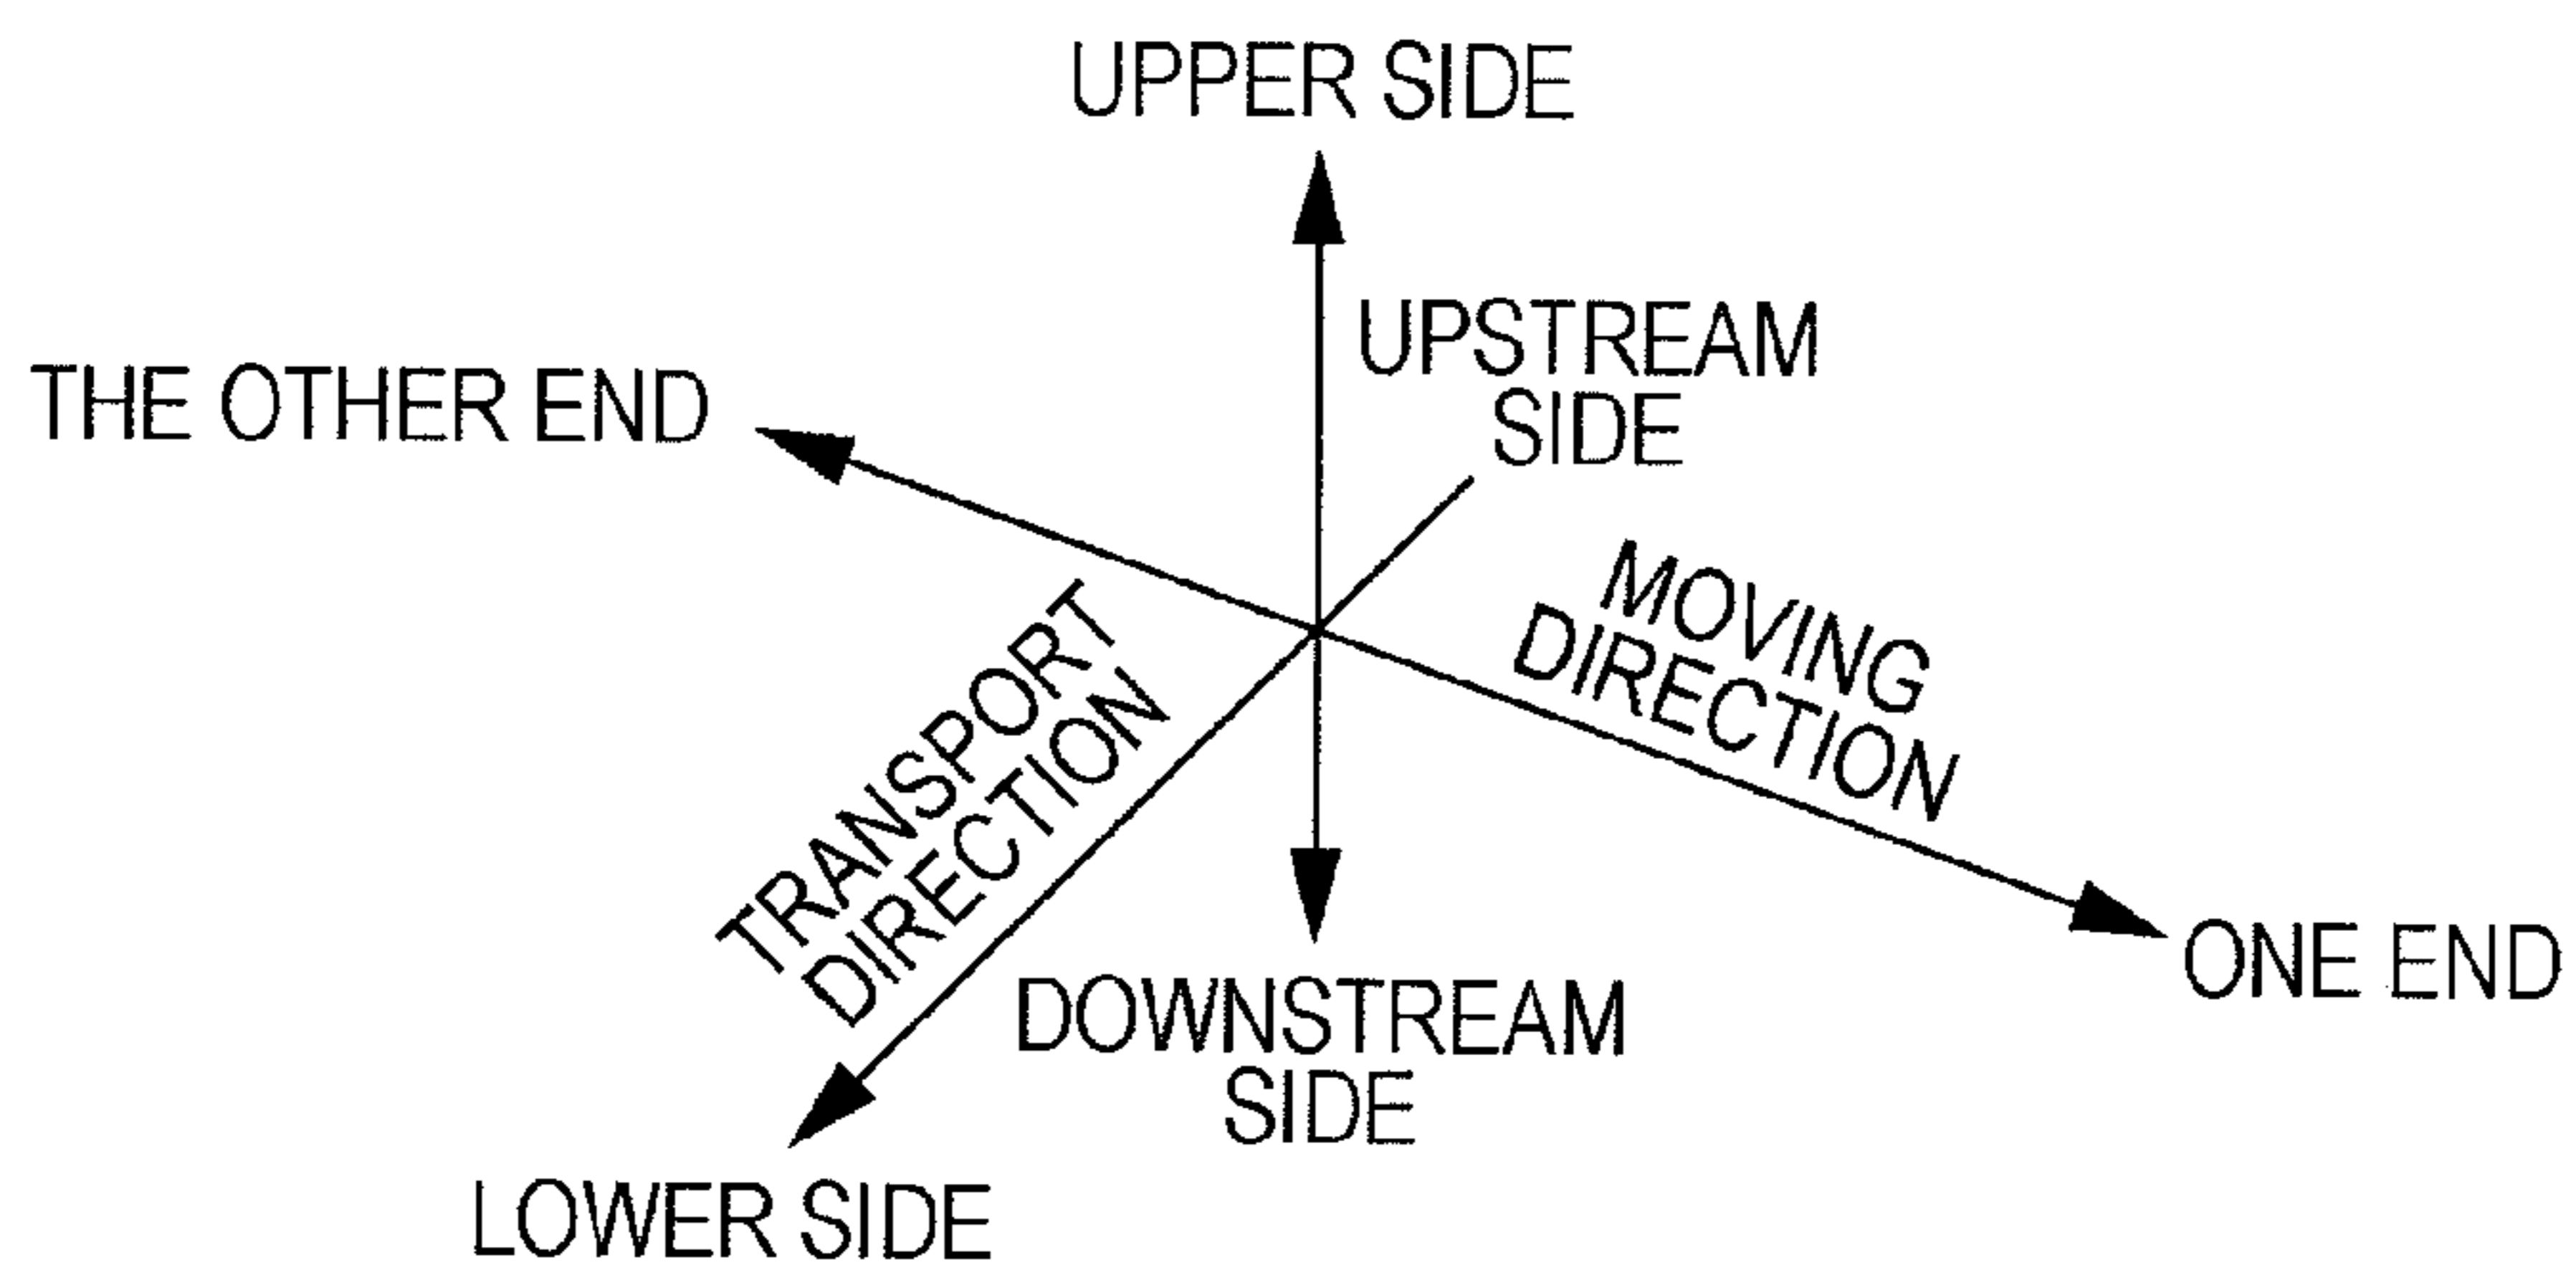 UPPER SIDE
UPSTREAM
SIDE
THE OTHER END
MOVING
DIRECTION
TRANSPORT
DIRECTION
ONE END
DOWNSTREAM
SIDE
LOWER SIDE